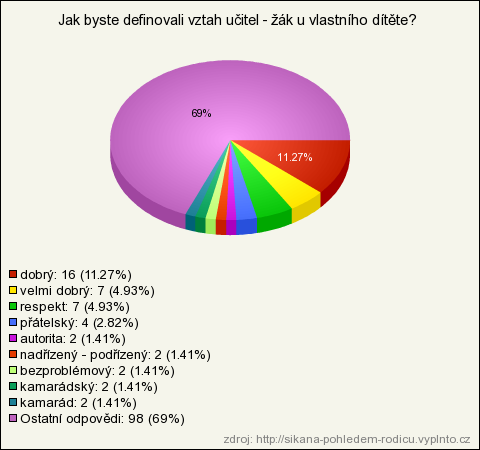 Jak byste definovali vztah učitel - žák u vlastního dítěte?
69%
11.27%
dobrý: 16 (11.27%)
velmi dobrý: 7 (4.93%)
respekt: 7 (4.93%)
přátelský: 4 (2.82%)
autorita: 2 (1.41%)
nadřízený - podřízený: 2 (1.41%)
bezproblémový: 2 (1.41%)
kamarádský: 2 (1.41%)
kamarád: 2 (1.41%)
Ostatní odpovědi: 98 (69%)
zdroj: http://sikana-pohledem-rodicu.vyplnto.cz